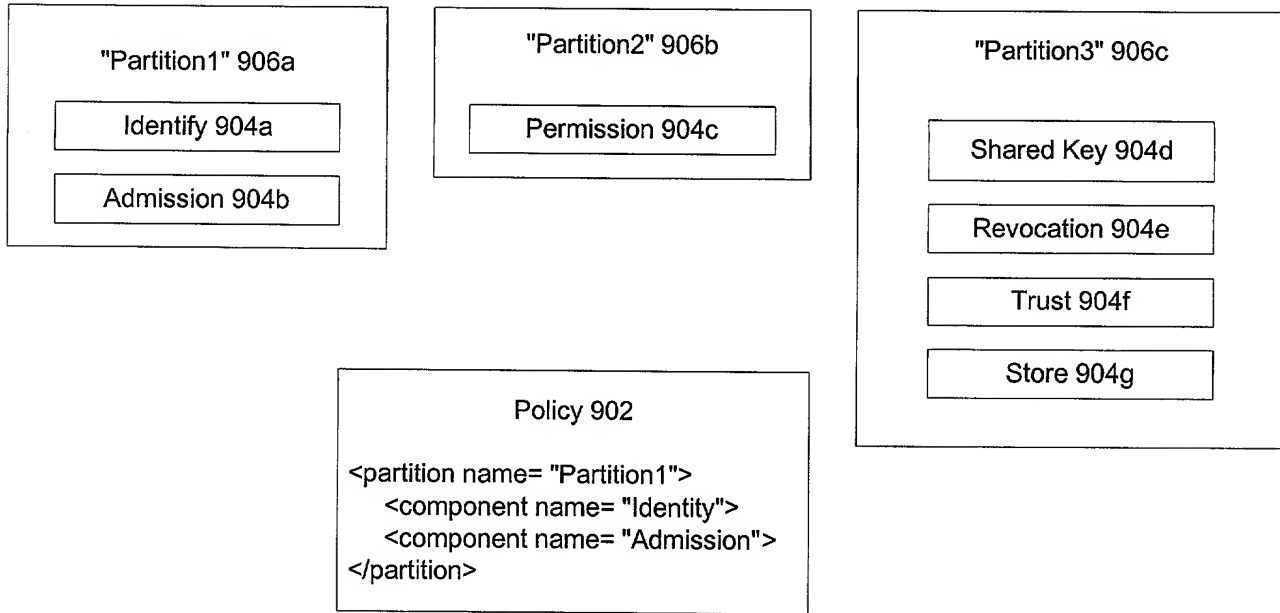 "Partition1" 906a
Identify 904a
Admission 904b
"Partition2" 906b
Permission 904c
"Partition3" 906c
Shared Key 904d
Revocation 904e
Trust 904f
Store 904g
Policy 902
<partition name= "Partition1">
<component name= "Identity">
<component name= "Admission">
</partition>